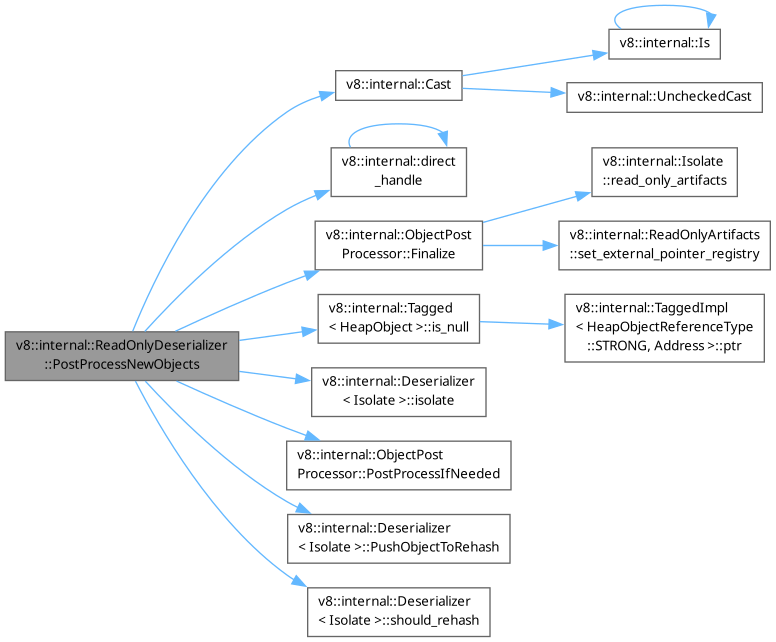 v8::internal::ReadOnlyDeserializer
::PostProcessNewObjects
v8::internal::Cast
v8::internal::Is
v8::internal::UncheckedCast
v8::internal::direct
_handle
v8::internal::ObjectPost
Processor::Finalize
v8::internal::Isolate
::read_only_artifacts
v8::internal::ReadOnlyArtifacts
::set_external_pointer_registry
v8::internal::Tagged
< HeapObject >::is_null
v8::internal::TaggedImpl
< HeapObjectReferenceType
::STRONG, Address >::ptr
v8::internal::Deserializer
< Isolate >::isolate
v8::internal::ObjectPost
Processor::PostProcessIfNeeded
v8::internal::Deserializer
< Isolate >::PushObjectToRehash
v8::internal::Deserializer
< Isolate >::should_rehash